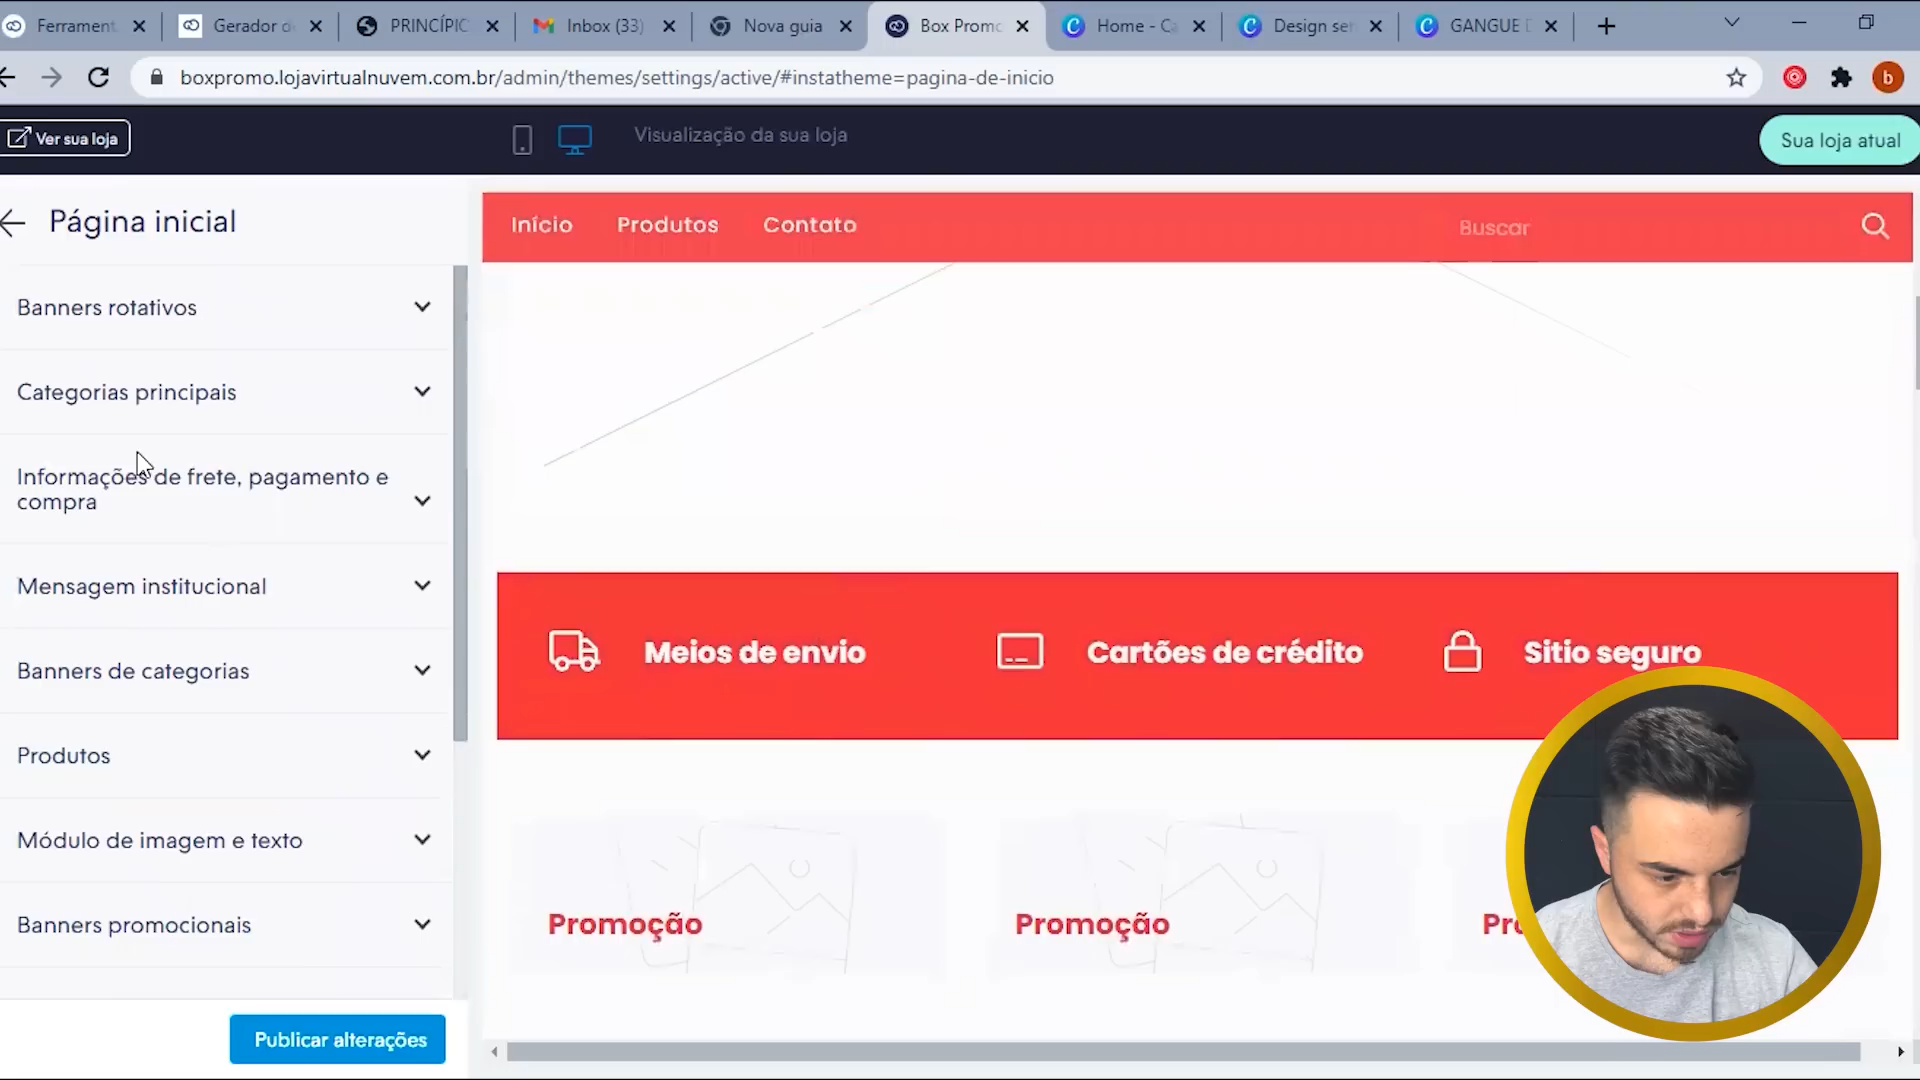 Ferrament
Gerador d
PRINCÍPIC
Inbox (33)
Nova guia
Box Promo
Home - Ca
Design se
GANGUE D
boxpromo.lojavirtualnuvem.com.br/admin/themes/settings/active/#instatheme=pagina-de-inicio
b
Ver sua loja
Visualização da sua loja
Sua loja atual
Página inicial
Banners rotativos
Categorias principais
Informações de frete, pagamento e
compra
Mensagem institucional
Banners de categorias
Produtos
Módulo de imagem e texto
Banners promocionais
Publicar alterações
Início
Produtos
Contato
Buscar
Meios de envio
Cartões de crédito
Sitio seguro
Promoção
Promoção
Pro